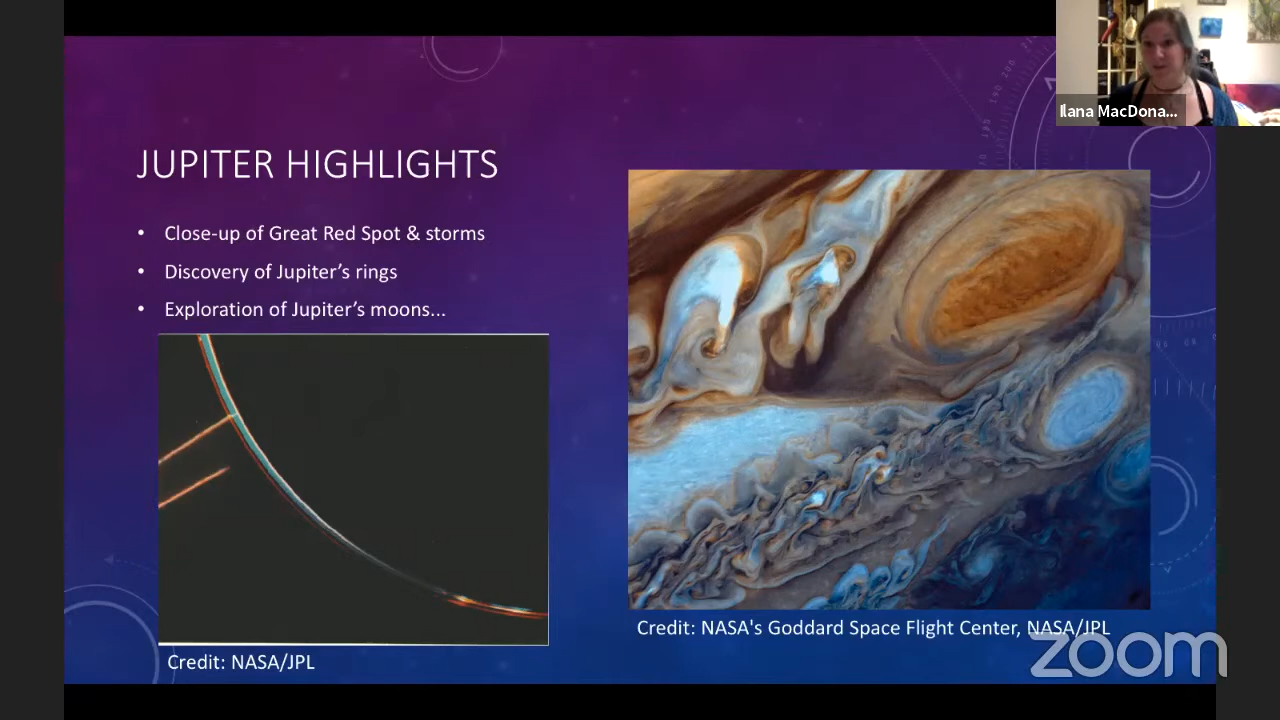 Ilana MacDona...
JUPITER HIGHLIGHTS
• Close-up of Great Red Spot & storms
• Discovery of Jupiter’s rings
• Exploration of Jupiter’s moons...
Credit: NASA's Goddard Space Flight Center, NASA/JPL
Credit: NASA/JPL
zoom